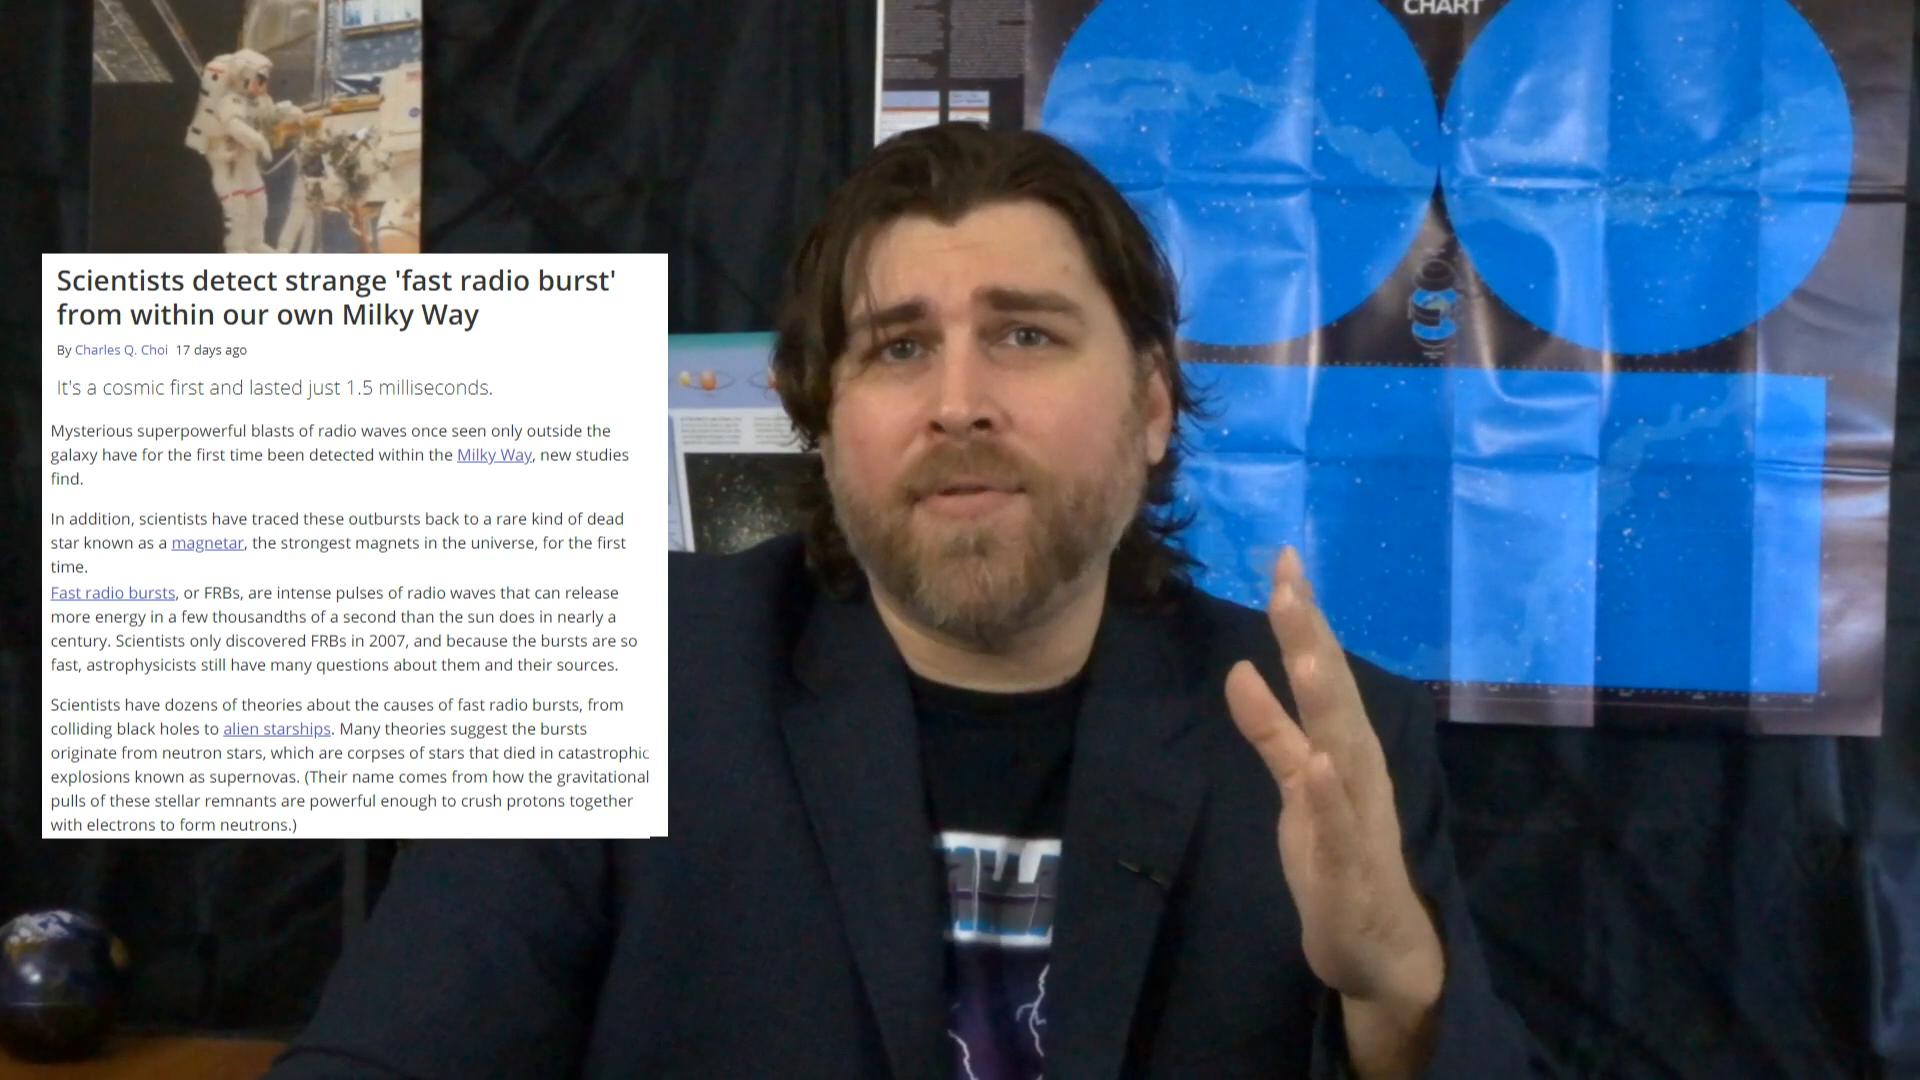 CHART
Scientists detect strange 'fast radio burst'
from within our own Milky Way
By Charles Q. Choi 17 days ago
It's a cosmic first and lasted just 1.5 milliseconds.
Mysterious superpowerful blasts of radio waves once seen only outside the
galaxy have for the first time been detected within the Milky Way, new studies
find.
In addition, scientists have traced these outbursts back to a rare kind of dead
star known as a magnetar, the strongest magnets in the universe, for the first
time.
Fast radio bursts, or FRBs, are intense pulses of radio waves that can release
more energy in a few thousandths of a second than the sun does in nearly a
century. Scientists only discovered FRBs in 2007, and because the bursts are so
fast, astrophysicists still have many questions about them and their sources.
Scientists have dozens of theories about the causes of fast radio bursts, from
colliding black holes to alien starships. Many theories suggest the bursts
originate from neutron stars, which are corpses of stars that died in catastrophic
explosions known as supernovas. (Their name comes from how the gravitational
pulls of these stellar remnants are powerful enough to crush protons together
with electrons to form neutrons.)